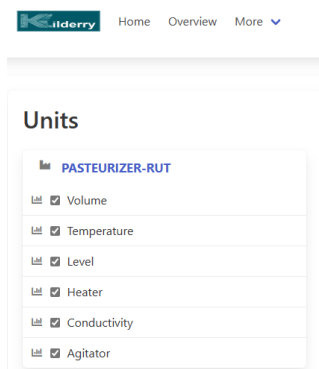 Kilderry
Home Overview More
Units
PASTEURIZER-RUT
Volume
Temperature
Level
Heater
Conductivity
Agitator